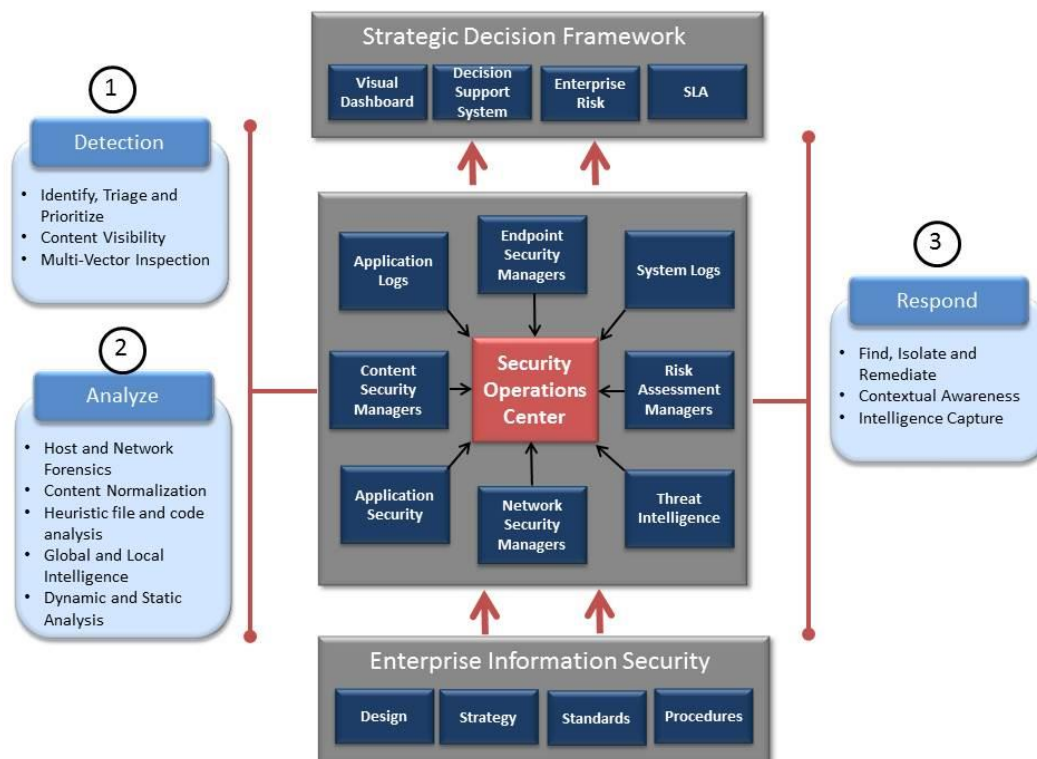 Strategic Decision Framework
Visual
Dashboard
Decision
Support
System
Enterprise
Risk
SLA
1
Detection
• Identify, Triage and
Prioritize
• Content Visibility
• Multi-Vector Inspection
2
Analyze
• Host and Network
Forensics
• Content Normalization
• Heuristic file and code
analysis
• Global and Local
Intelligence
• Dynamic and Static
Analysis
Application
Logs
Endpoint
Security
Managers
System Logs
Content
Security
Managers
Security
Operations
Center
Risk
Assessment
Managers
Application
Security
Network
Security
Managers
Threat
Intelligence
3
Respond
• Find, Isolate and
Remediate
• Contextual Awareness
• Intelligence Capture
Enterprise Information Security
Design
Strategy
Standards
Procedures